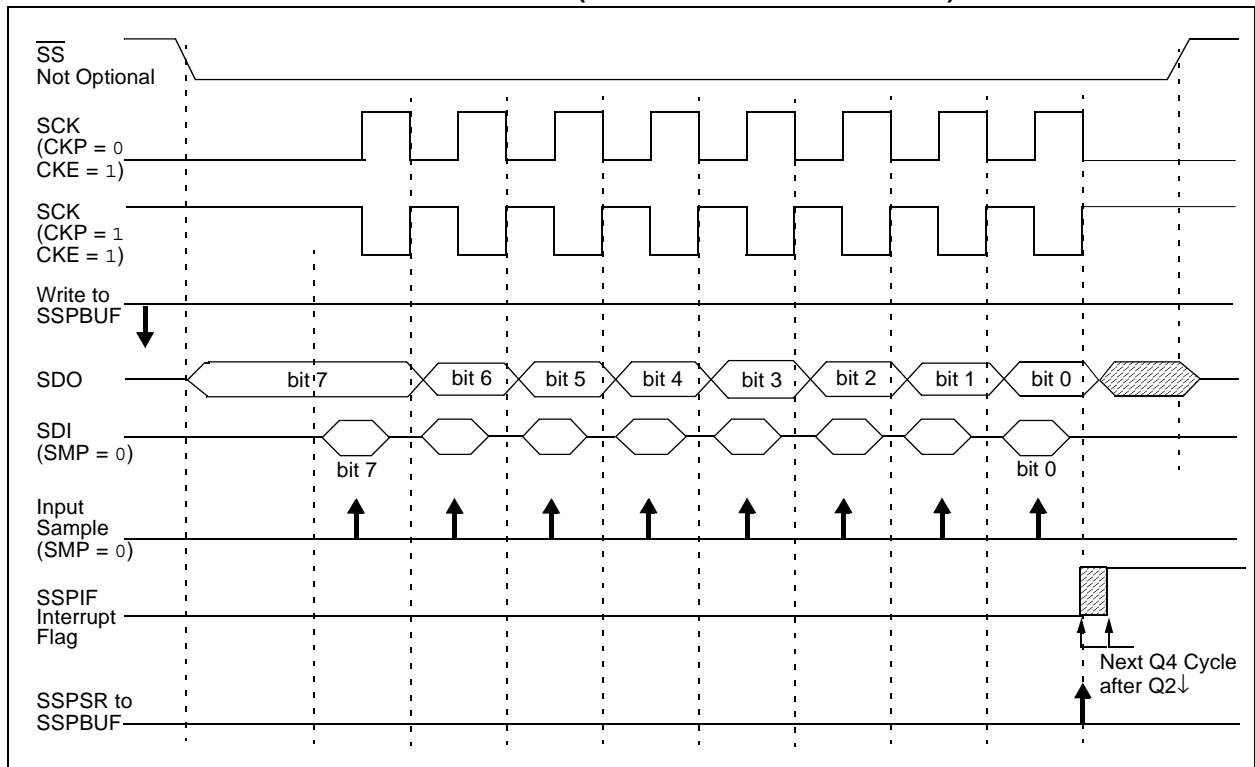 SS
Not Optional
SCK
(CKP = 0
CKE = 1)
SCK
(CKP = 1
CKE = 1)
Write to
SSPBUF
SDO
bit 7
bit 6
bit 5
bit 4
bit 3
bit 2
bit 1
bit 0
SDI
(SMP = 0)
bit 7
bit 0
Input
Sample
(SMP = 0)
SSPIF
Interrupt
Flag
Next Q4 Cycle
after Q2↓
SSPSR to
SSPBUF